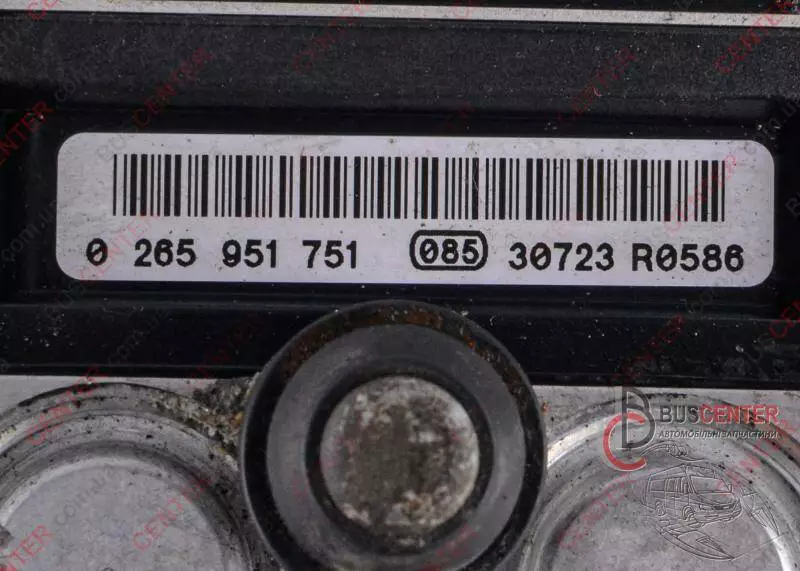 0 265 951 751 085 30723 R0586
BUSCENTER
АВТОМОБІЛЬНІ ЗАПЧАСТИНИ